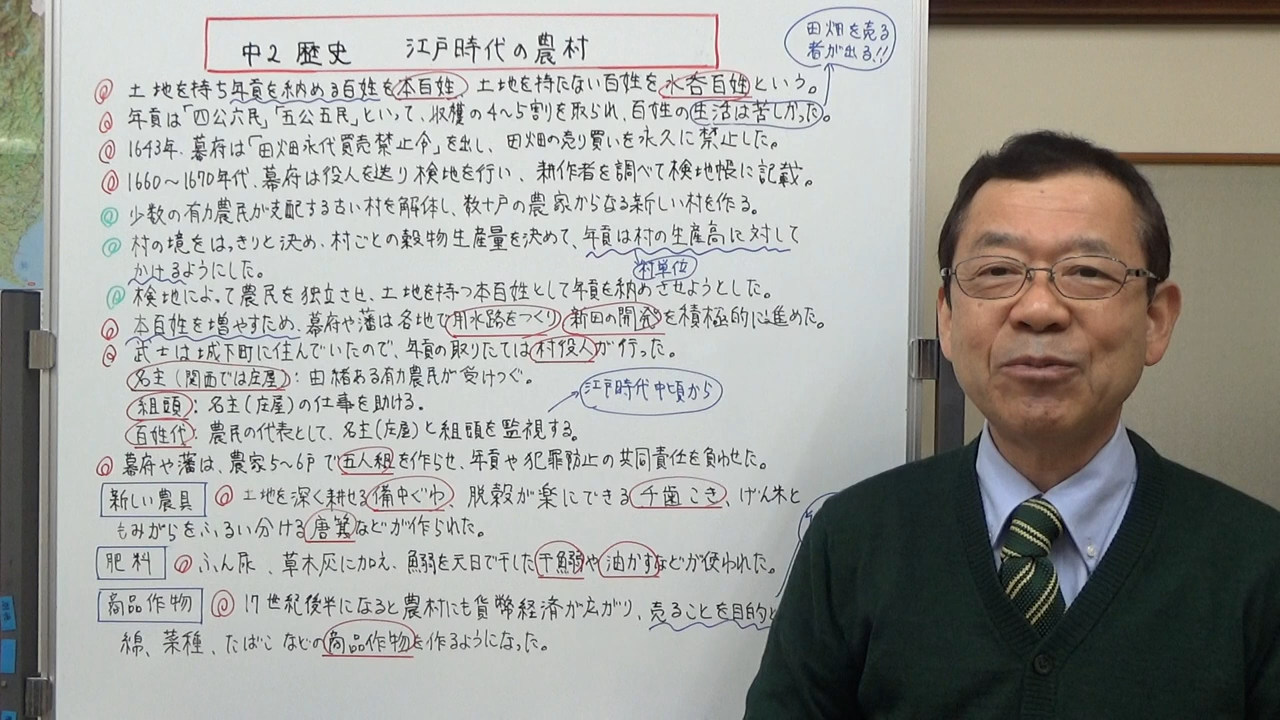 中2 歴史 江戸時代の農村
田畑を売る
者が出る!!
土地を持ち年貢を納める百姓を本百姓、土地を持たない百姓を水呑百姓という。
年貢は「四公六民」「五公五民」といって、収穫の4〜5割を取られ、百姓の生活は苦しかった。
1643年、幕府は「田畑永代買売禁止令」を出し、田畑の売り買いを永久に禁止した。
1660〜1670年代、幕府は役人を送り検地を行い、耕作者を調べて検地帳に記載。
少数の有力農民が支配する古い村を解体し、数十戸の農家からなる新しい村を作る。
村の境をはっきりと決め、村ごとの穀物生産量を決めて、年貢は村の生産高に対して
かけるようにした。
村単位
検地によって農民を独立させ、土地を持つ本百姓として年貢を納めさせようとした。
本百姓を増やすため、幕府や藩は各地で用水路をつくり、新田の開発を積極的に進めた。
武士は城下町に住んでいたので、年貢の取りたては村役人が行った。
名主(関西では庄屋):由緒ある有力農民が受けつぐ。
江戸時代中頃から
組頭:名主(庄屋)の仕事を助ける。
百姓代:農民の代表として、名主(庄屋)と組頭を監視する。
幕府や藩は、農家5〜6戸で五人組を作らせ、年貢や犯罪防止の共同責任を負わせた。
新しい農具 土地を深く耕せる備中ぐわ、脱穀が楽にできる千歯こき、げん米と
もみがらをふるい分ける唐箕などが作られた。
肥料 ふん尿、草木灰に加え、魚鰯を天日で干した干鰯や油かすなどが使われた。
商品作物 17世紀後半になると農村にも貨幣経済が広がり、売ることを目的と
綿、菜種、たばこなどの商品作物を作るようになった。